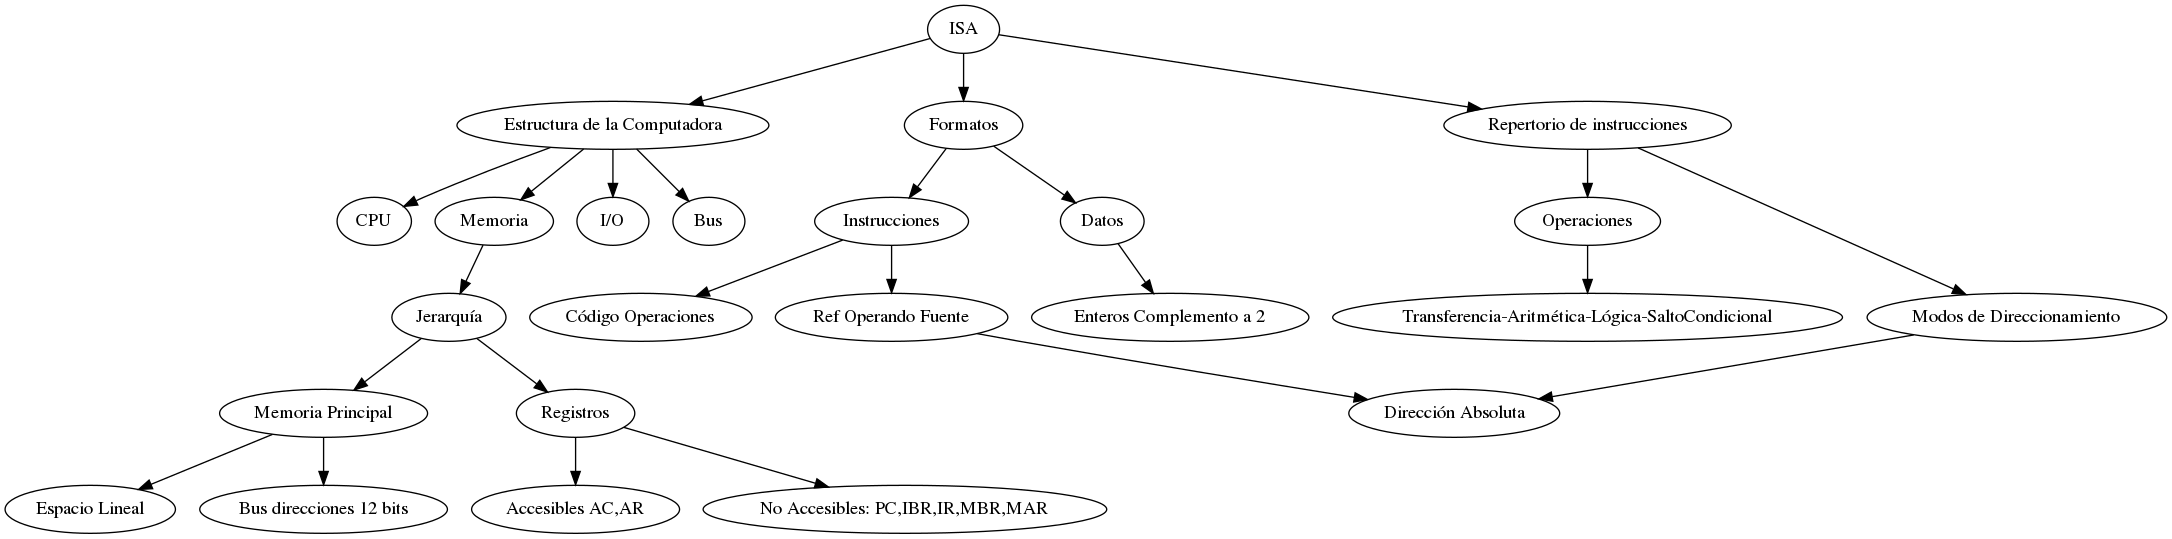 ISA
Estructura de la Computadora
Formatos
Repertorio de instrucciones
CPU
Memoria
I/O
Bus
Instrucciones
Datos
Operaciones
Jerarquía
Código Operaciones
Ref Operando Fuente
Enteros Complemento a 2
Transferencia-Aritmética-Lógica-SaltoCondicional
Modos de Direccionamiento
Memoria Principal
Registros
Dirección Absoluta
Espacio Lineal
Bus direcciones 12 bits
Accesibles AC,AR
No Accesibles: PC,IBR,IR,MBR,MAR